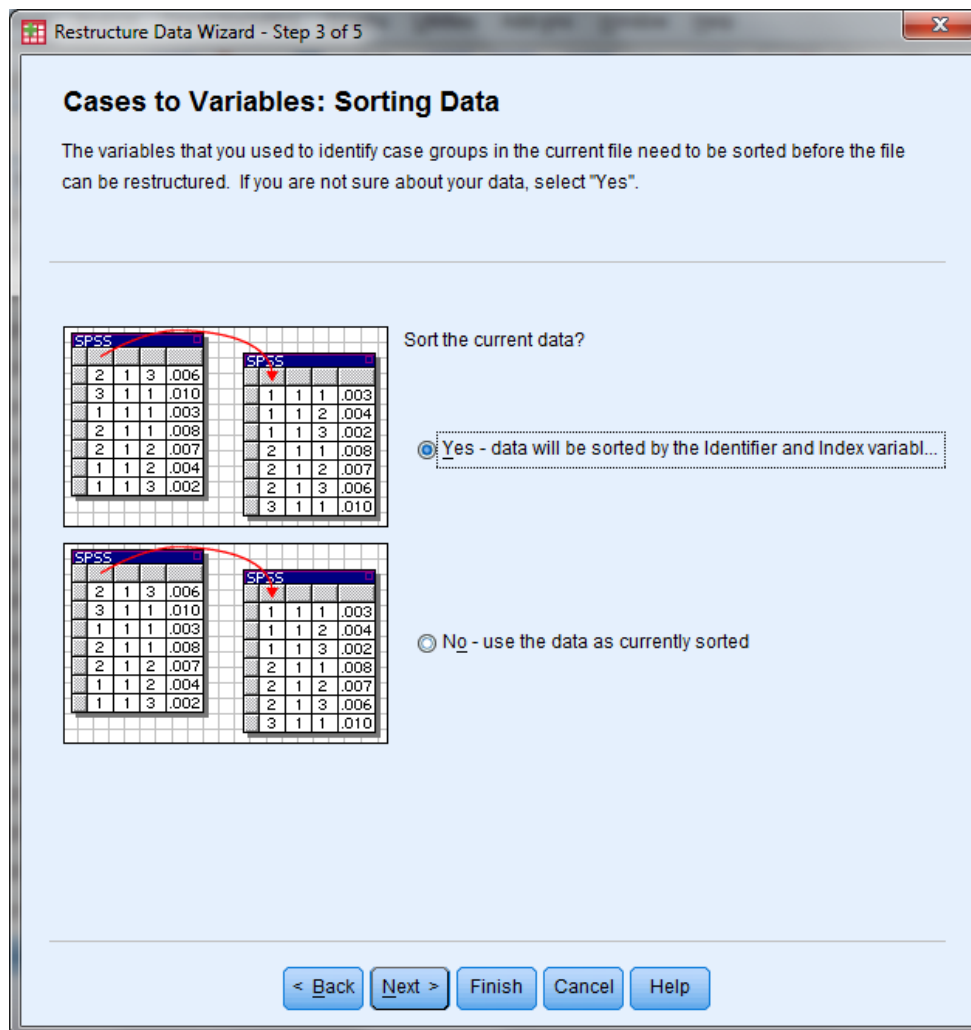 Restructure Data Wizard - Step 3 of 5
Cases to Variables: Sorting Data
The variables that you used to identify case groups in the current file need to be sorted before the file
can be restructured. If you are not sure about your data, select "Yes".
SPSS
2 1 3 .006
3 1 1 .010
1 1 1 .003
2 1 1 .008
2 1 2 .007
1 1 2 .004
1 1 3 .002
SPSS
1 1 1 .003
1 1 2 .004
1 1 3 .002
2 1 1 .008
2 1 2 .007
2 1 3 .006
3 1 1 .010
Sort the current data?
Yes - data will be sorted by the Identifier and Index variabl...
SPSS
2 1 3 .006
3 1 1 .010
1 1 1 .003
2 1 1 .008
2 1 2 .007
1 1 2 .004
1 1 3 .002
SPSS
1 1 1 .003
1 1 2 .004
1 1 3 .002
2 1 1 .008
2 1 2 .007
2 1 3 .006
3 1 1 .010
No - use the data as currently sorted
< Back Next > Finish Cancel Help